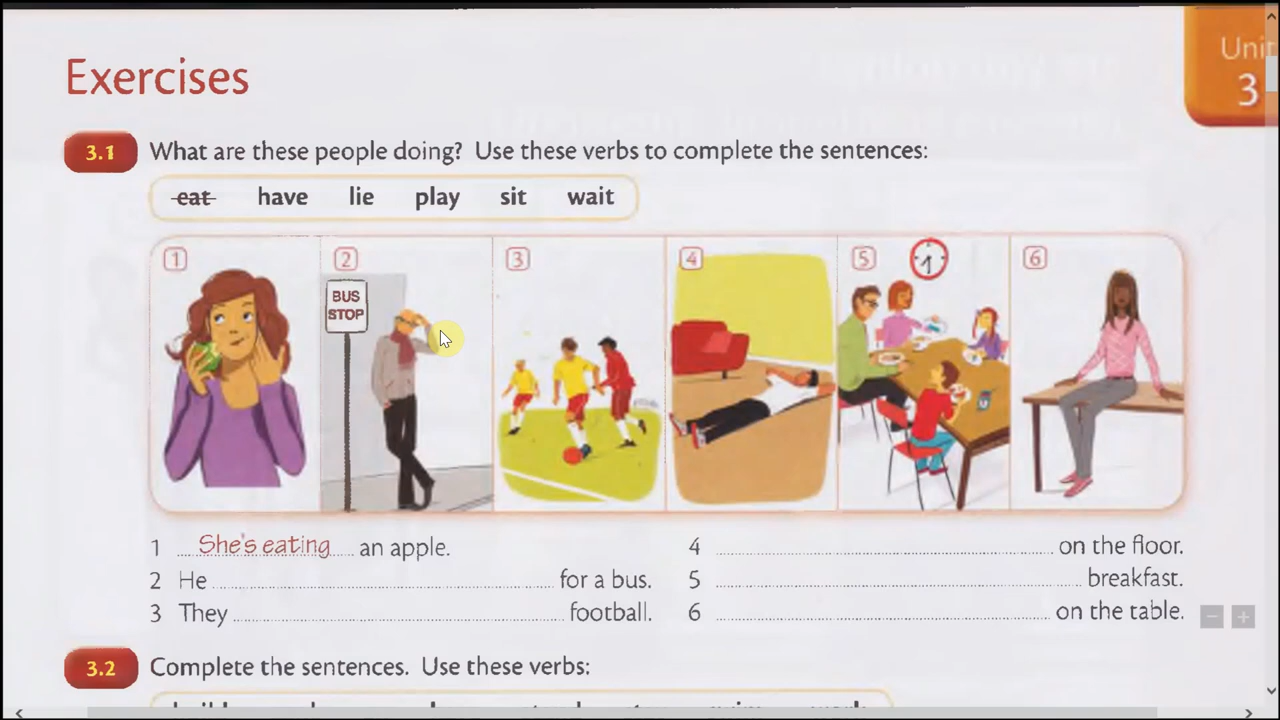 Unit
3
Exercises
3.1 What are these people doing? Use these verbs to complete the sentences:
eat have lie play sit wait
1 2 3 4 5 6
BUS
STOP
1 She's eating an apple.
2 He for a bus.
3 They football.
4 on the floor.
5 breakfast.
6 on the table.
3.2 Complete the sentences. Use these verbs: